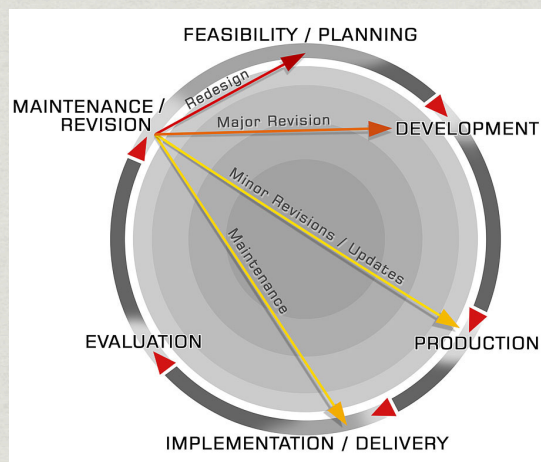 FEASIBILITY / PLANNING
Redesign
MAINTENANCE /
REVISION
Major Revision
DEVELOPMENT
Minor Revisions / Updates
Maintenance
EVALUATION
PRODUCTION
IMPLEMENTATION / DELIVERY